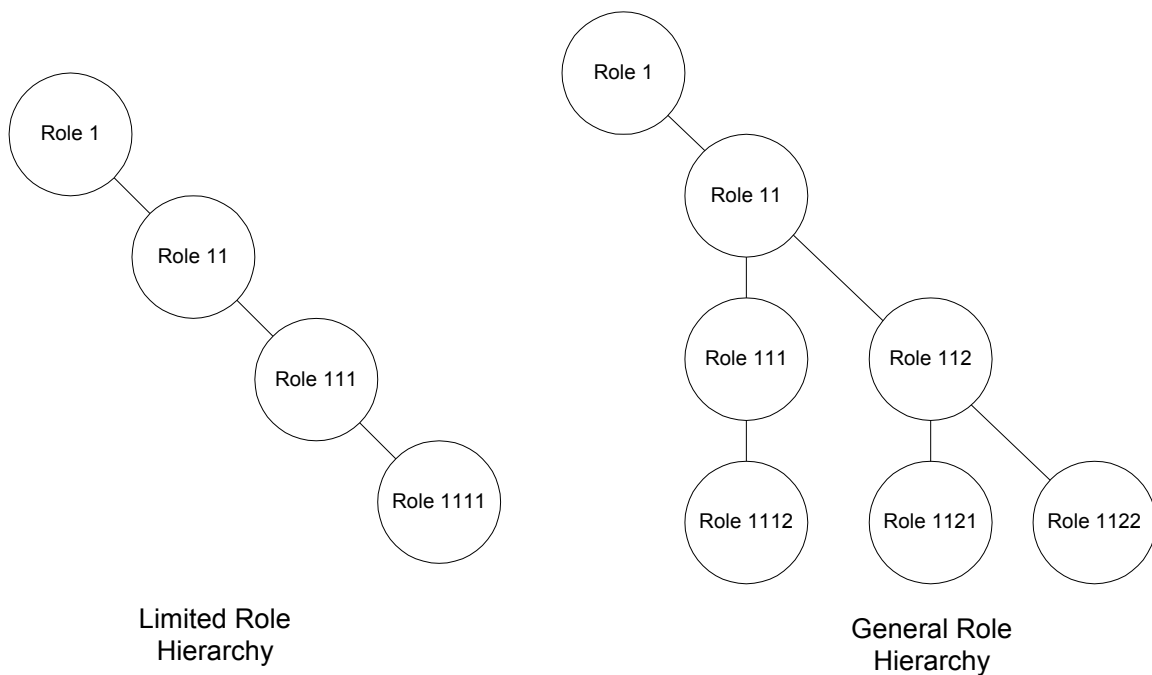 Role 1
Role 11
Role 111
Role 1111
Limited Role
Hierarchy
Role 1
Role 11
Role 111
Role 112
Role 1112
Role 1121
Role 1122
General Role
Hierarchy